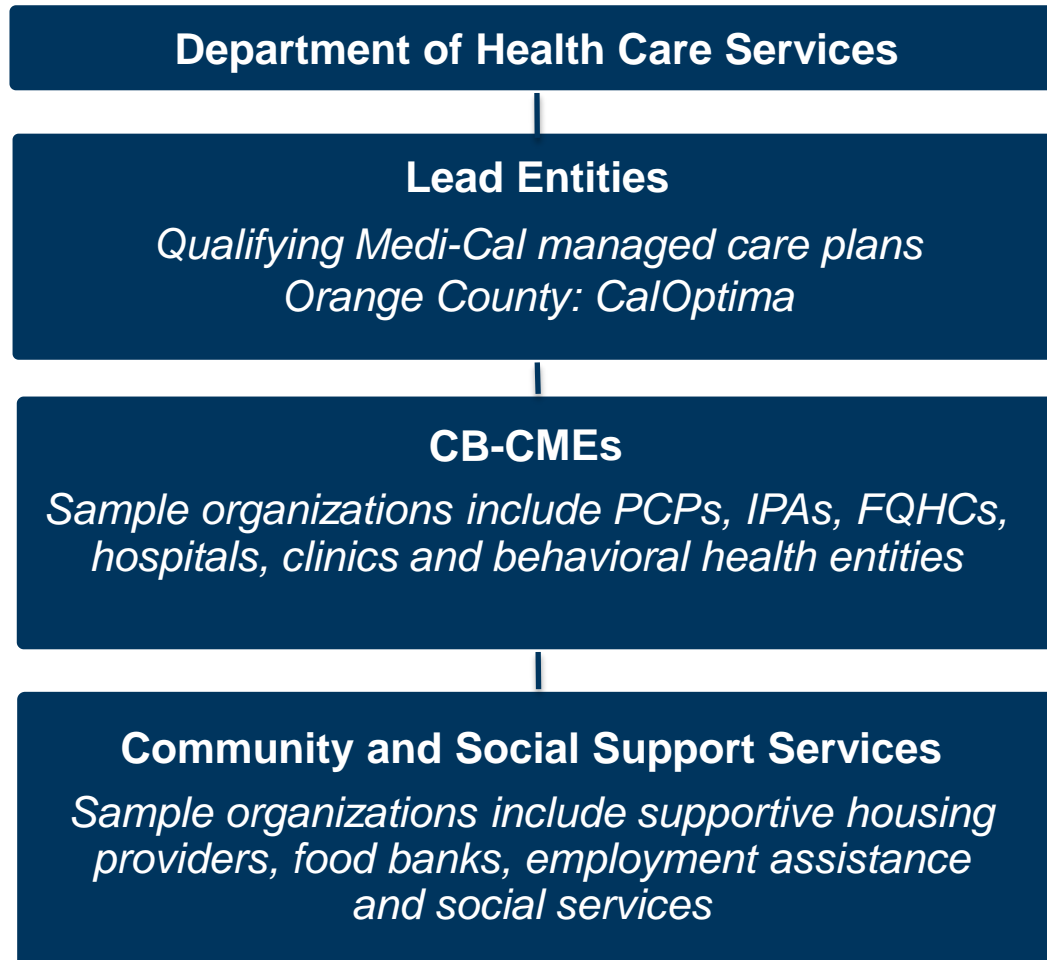 Department of Health Care Services
Lead Entities
Qualifying Medi-Cal managed care plans
Orange County: CalOptima
CB-CMEs
Sample organizations include PCPs, IPAs, FQHCs,
hospitals, clinics and behavioral health entities
Community and Social Support Services
Sample organizations include supportive housing
providers, food banks, employment assistance
and social services